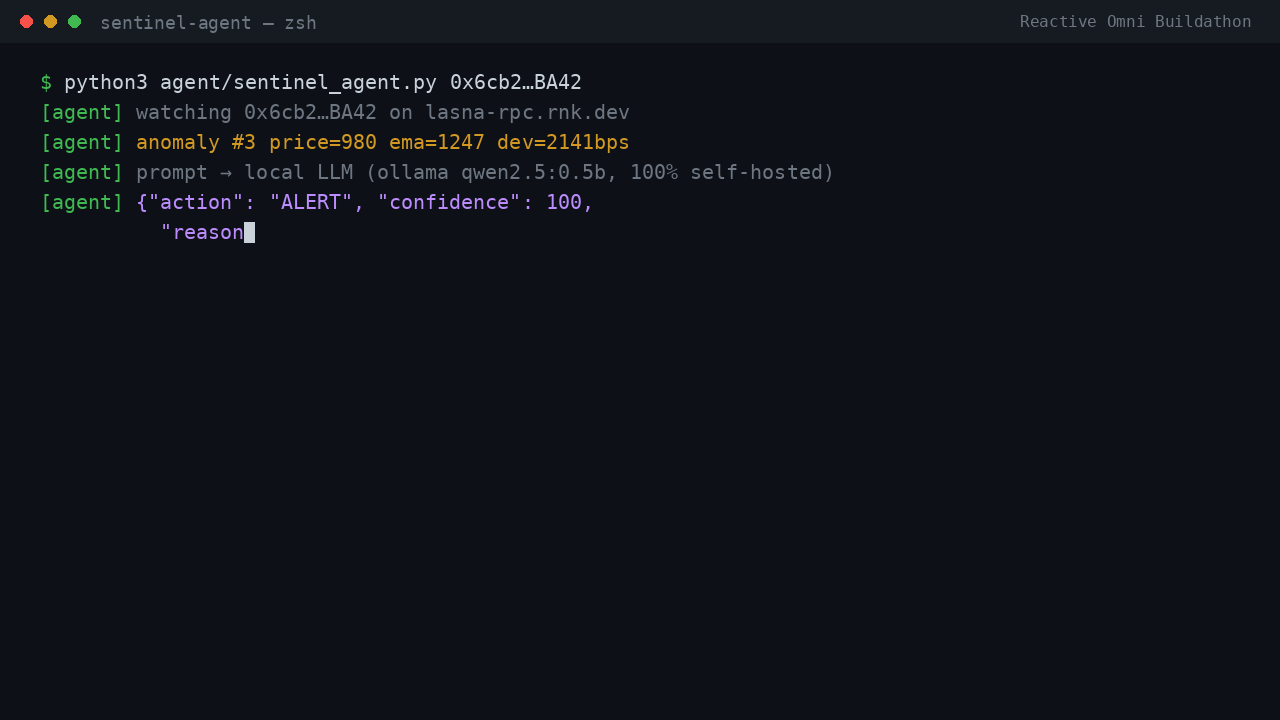 sentinel-agent — zsh
Reactive Omni Buildathon
$ python3 agent/sentinel_agent.py 0x6cb2…BA42
[agent] watching 0x6cb2…BA42 on lasna-rpc.rnk.dev
[agent] anomaly #3 price=980 ema=1247 dev=2141bps
[agent] prompt → local LLM (ollama qwen2.5:0.5b, 100% self-hosted)
[agent] {"action": "ALERT", "confidence": 100,
"reason